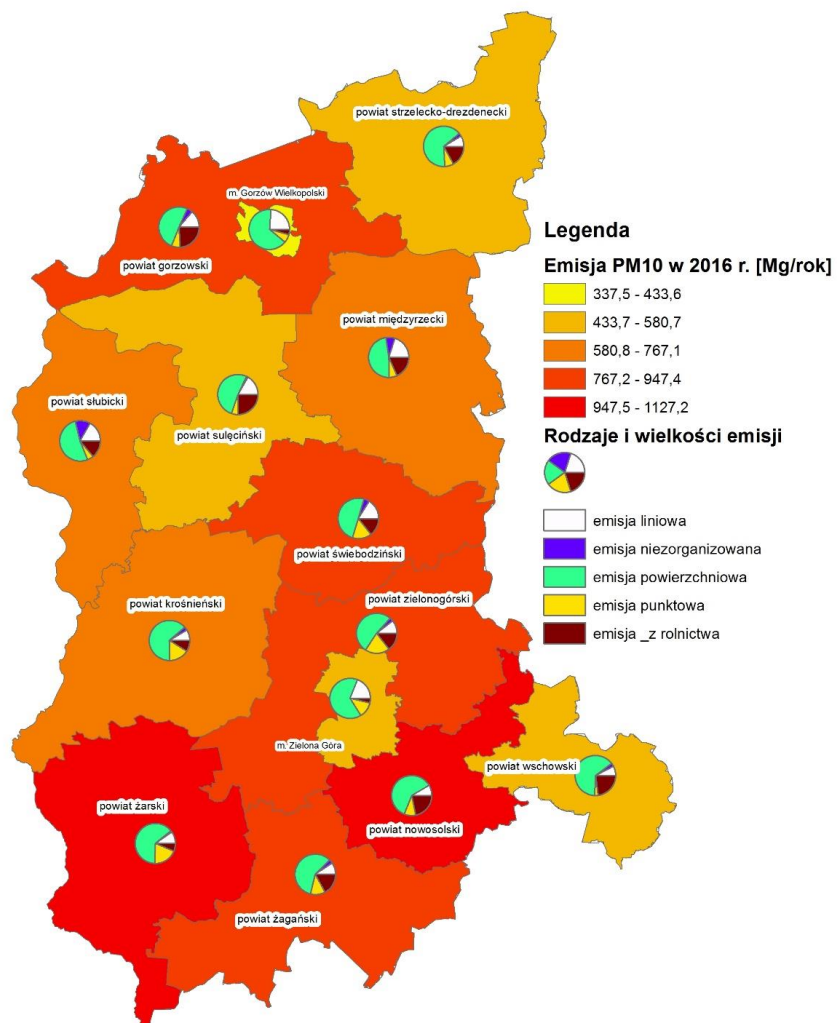 powiat strzelecko-drezdenecki
m. Gorzów Wielkopolski
powiat gorzowski
powiat międzyrzecki
powiat słubicki
powiat sulęciński
powiat świebodziński
powiat krośnieński
powiat zielonogórski
m. Zielona Góra
powiat wschowski
powiat żarski
powiat nowosolski
powiat żagański
Legenda
Emisja PM10 w 2016 r. [Mg/rok]
337,5 - 433,6
433,7 - 580,7
580,8 - 767,1
767,2 - 947,4
947,5 - 1127,2
Rodzaje i wielkości emisji
emisja liniowa
emisja niezorganizowana
emisja powierzchniowa
emisja punktowa
emisja _z rolnictwa